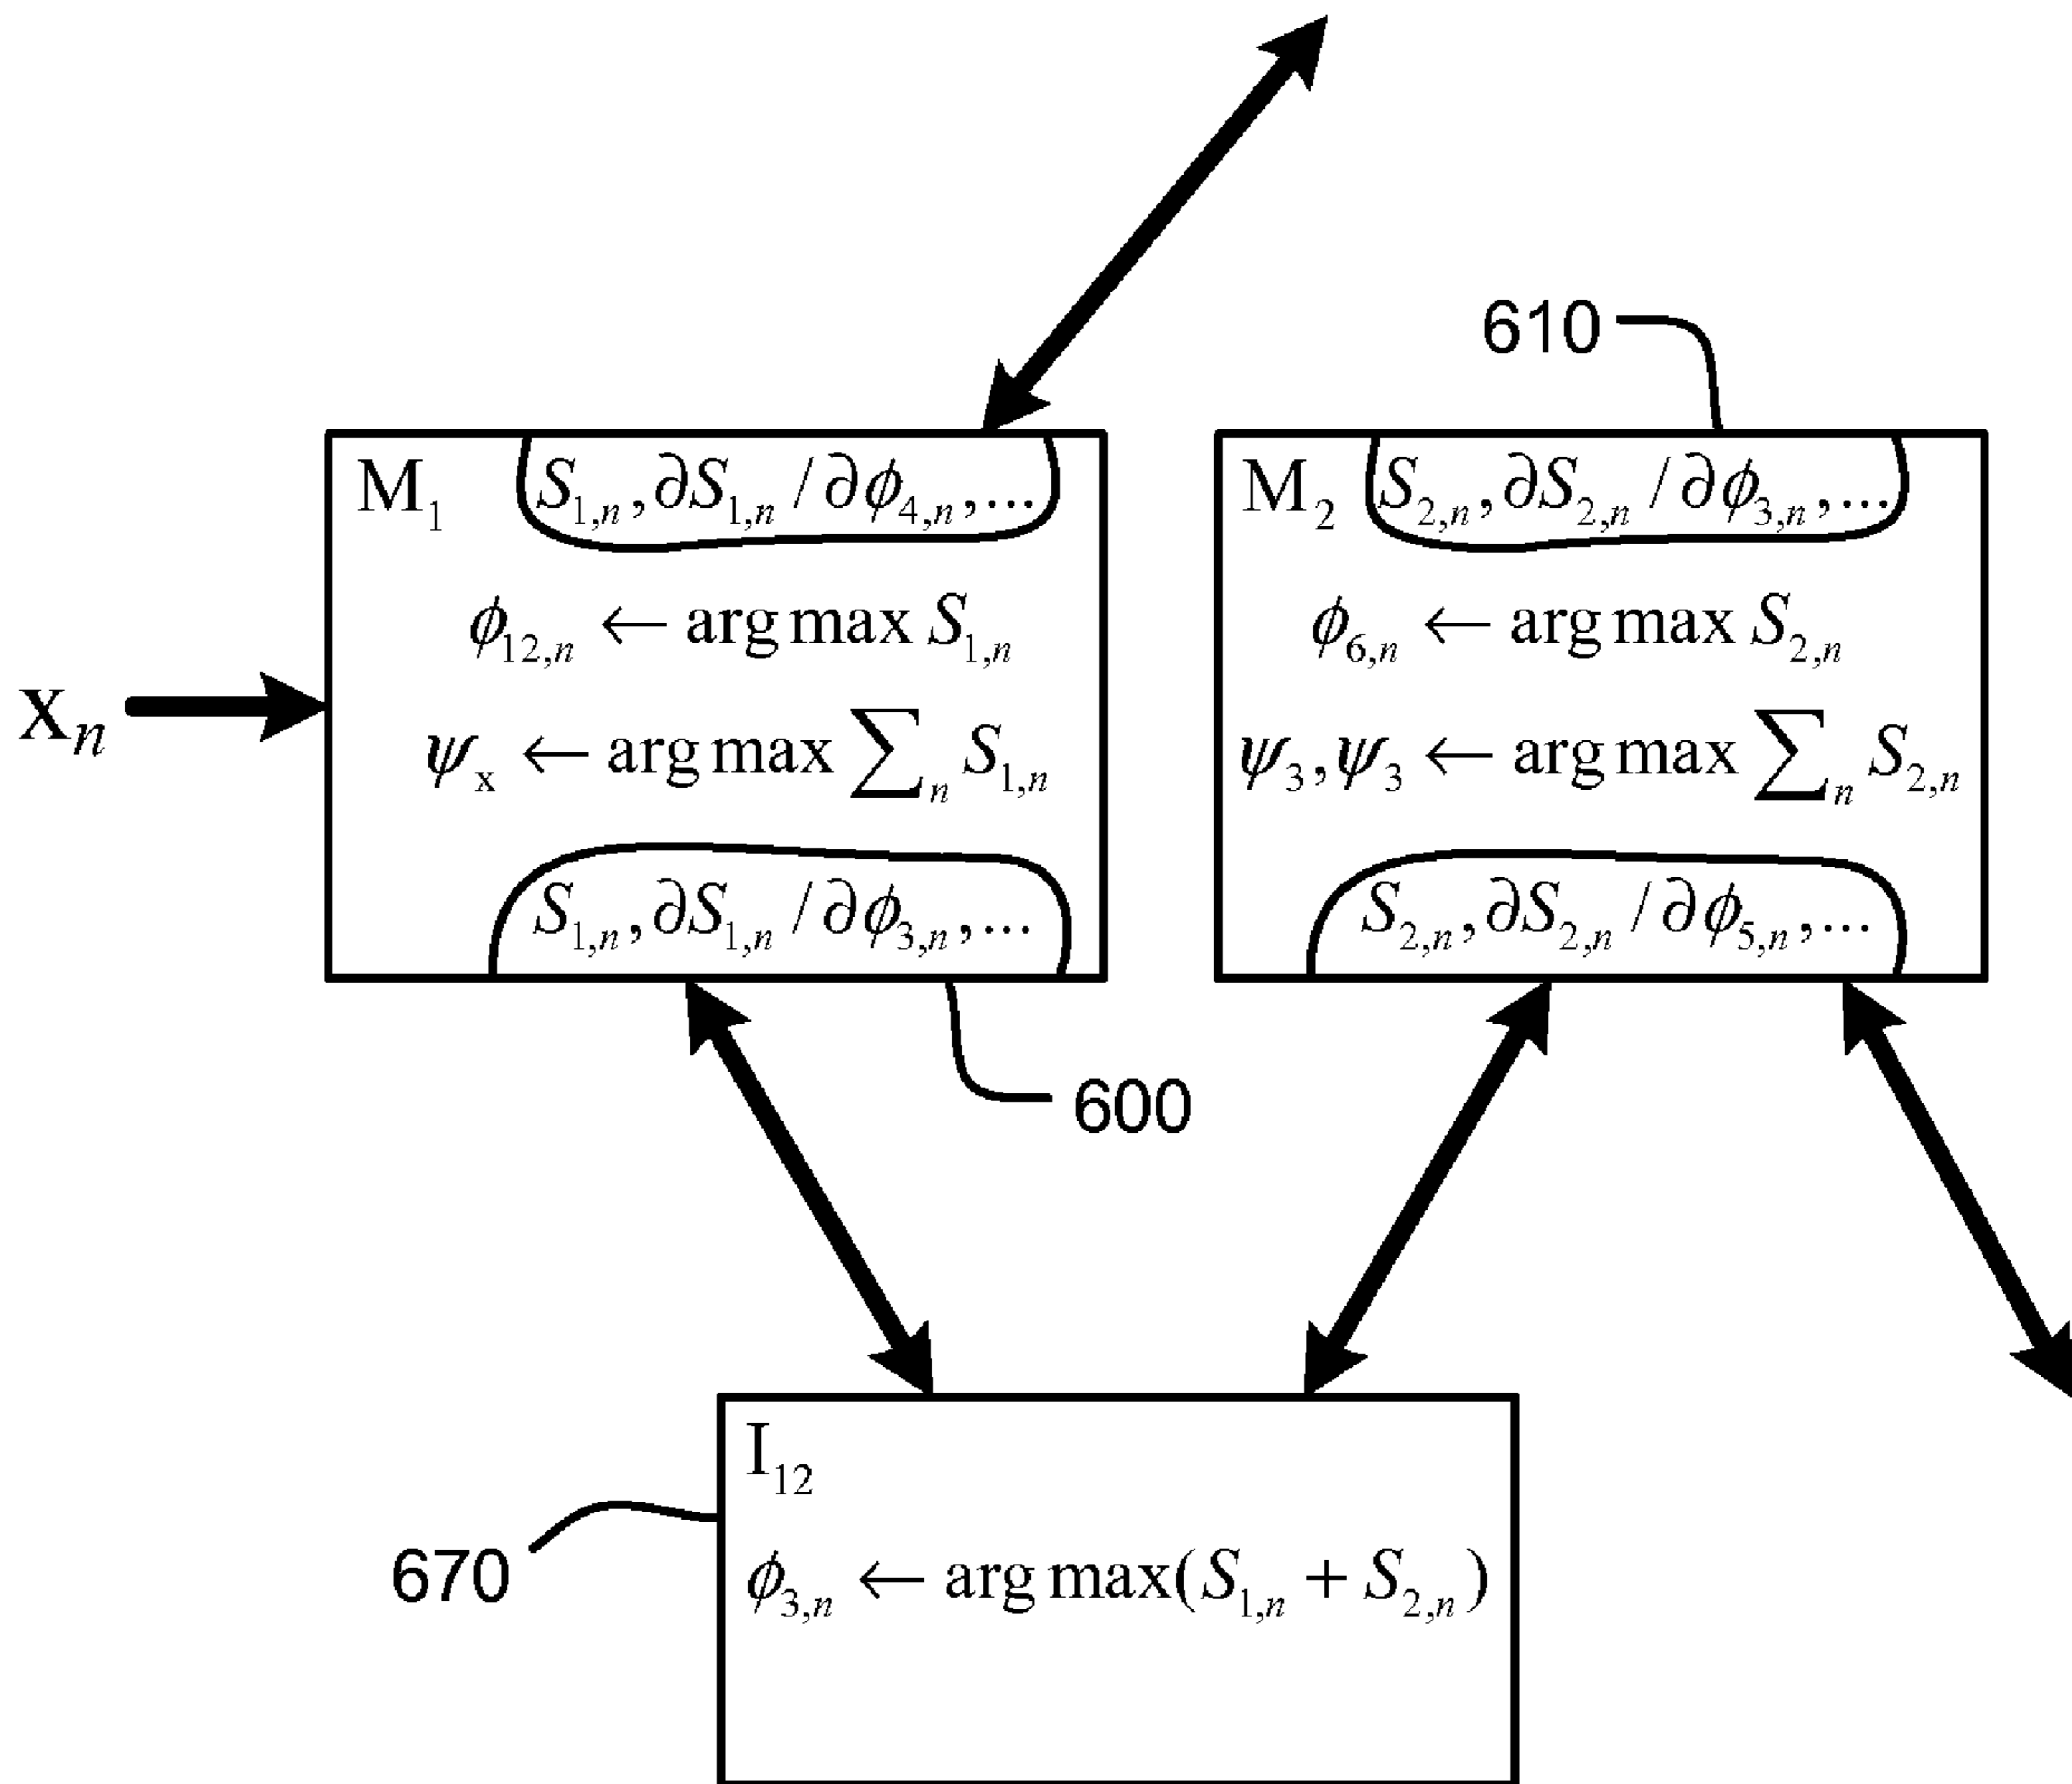 610
M₁ S₁,ₙ, ∂S₁,ₙ / ∂ϕ₄,ₙ, ...
ϕ₁₂,ₙ ← arg max S₁,ₙ
xₙ
ψₓ ← arg max ∑ₙ S₁,ₙ
S₁,ₙ, ∂S₁,ₙ / ∂ϕ₃,ₙ, ...
M₂ S₂,ₙ, ∂S₂,ₙ / ∂ϕ₃,ₙ, ...
ϕ₆,ₙ ← arg max S₂,ₙ
ψ₃, ψ₃ ← arg max ∑ₙ S₂,ₙ
S₂,ₙ, ∂S₂,ₙ / ∂ϕ₅,ₙ, ...
600
I₁₂
670
ϕ₃,ₙ ← arg max(S₁,ₙ + S₂,ₙ)